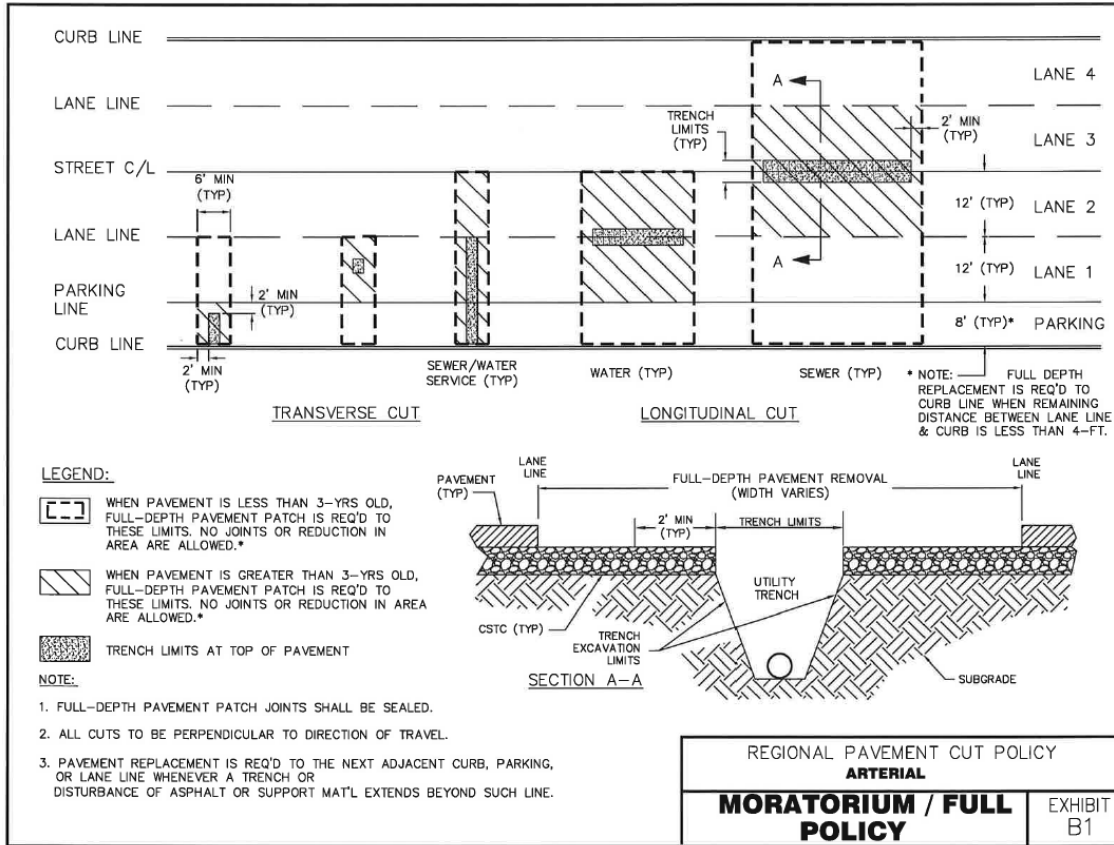 CURB LINE
LANE LINE
STREET C/L
6' MIN
(TYP)
LANE LINE
PARKING
LINE
CURB LINE
2' MIN
(TYP)
2' MIN
(TYP)
SEWER/WATER
SERVICE (TYP)
WATER (TYP)
SEWER (TYP)
TRENCH
LIMITS
(TYP)
A
A
2' MIN
(TYP)
12' (TYP)
12' (TYP)
8' (TYP)*
LANE 4
LANE 3
LANE 2
LANE 1
PARKING
TRANSVERSE CUT
LONGITUDINAL CUT
* NOTE: FULL DEPTH
REPLACEMENT IS REQ'D TO
CURB LINE WHEN REMAINING
DISTANCE BETWEEN LANE LINE
& CURB IS LESS THAN 4-FT.
LEGEND:
WHEN PAVEMENT IS LESS THAN 3-YRS OLD,
FULL-DEPTH PAVEMENT PATCH IS REQ'D TO
THESE LIMITS. NO JOINTS OR REDUCTION IN
AREA ARE ALLOWED.*
WHEN PAVEMENT IS GREATER THAN 3-YRS OLD,
FULL-DEPTH PAVEMENT PATCH IS REQ'D TO
THESE LIMITS. NO JOINTS OR REDUCTION IN AREA
ARE ALLOWED.*
TRENCH LIMITS AT TOP OF PAVEMENT
NOTE:
1. FULL-DEPTH PAVEMENT PATCH JOINTS SHALL BE SEALED.
2. ALL CUTS TO BE PERPENDICULAR TO DIRECTION OF TRAVEL.
3. PAVEMENT REPLACEMENT IS REQ'D TO THE NEXT ADJACENT CURB, PARKING,
OR LANE LINE WHENEVER A TRENCH OR
DISTURBANCE OF ASPHALT OR SUPPORT MAT'L EXTENDS BEYOND SUCH LINE.
PAVEMENT
(TYP)
LANE
LINE
FULL-DEPTH PAVEMENT REMOVAL
(WIDTH VARIES)
LANE
LINE
2' MIN
(TYP)
TRENCH LIMITS
UTILITY
TRENCH
CSTC (TYP)
TRENCH
EXCAVATION
LIMITS
SUBGRADE
SECTION A-A
REGIONAL PAVEMENT CUT POLICY
ARTERIAL
MORATORIUM / FULL
POLICY
EXHIBIT
B1